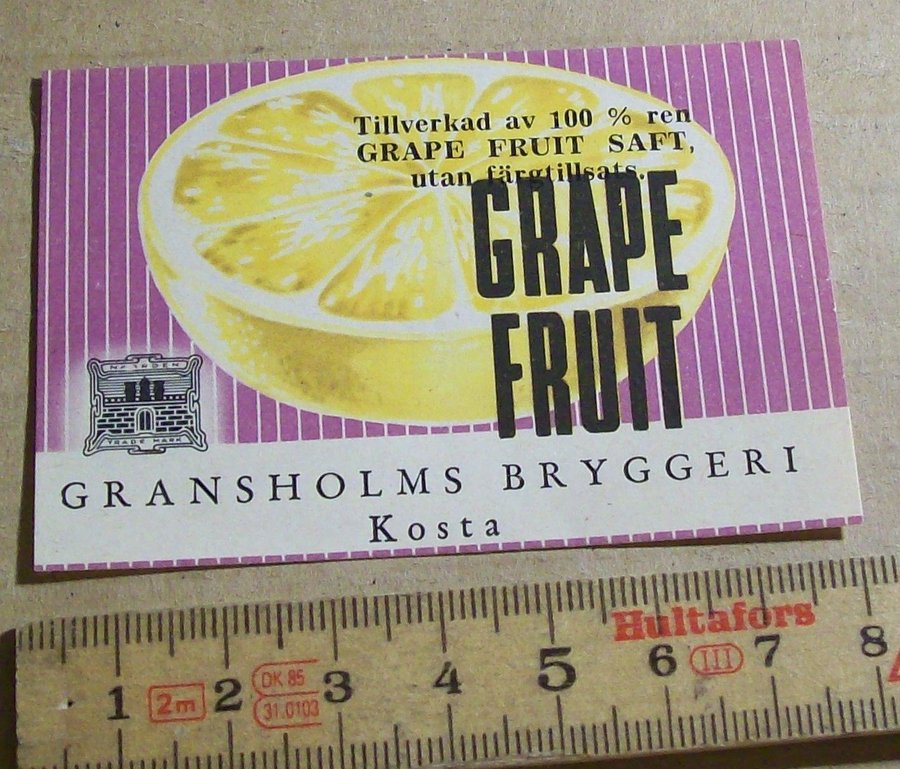 Tillverkad av 100 % ren
GRAPE FRUIT SAFT,
utan färgtillsats.
GRAPE
FRUIT
NAARDEN
TRADE MARK
GRANSHOLMS BRYGGERI
Kosta
Hultafors
1 2m 2 DK 85 3 4 5 6 III 7 8
31.0103